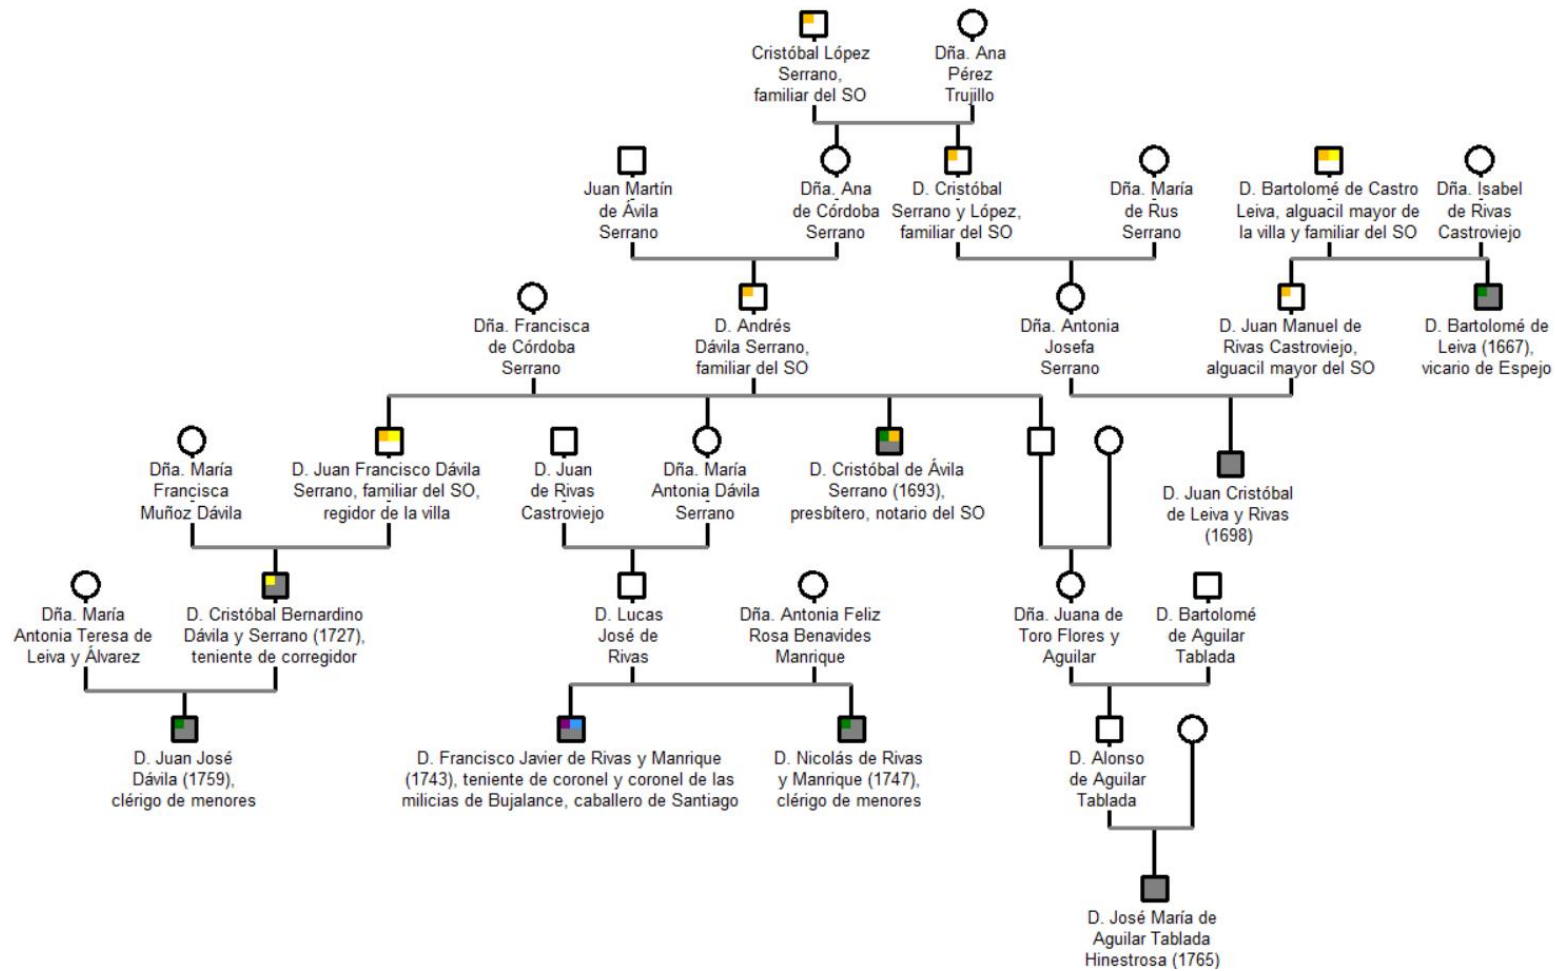 Cristóbal López
Serrano,
familiar del SO
Dña. Ana
Pérez
Trujillo
Juan Martín
de Ávila
Serrano
Dña. Ana
de Córdoba
Serrano
D. Cristóbal
Serrano y López,
familiar del SO
Dña. María
de Rus
Serrano
D. Bartolomé de Castro
Leiva, alguacil mayor de
la villa y familiar del SO
Dña. Isabel
de Rivas
Castroviejo
Dña. Francisca
de Córdoba
Serrano
D. Andrés
Dávila Serrano,
familiar del SO
Dña. Antonia
Josefa
Serrano
D. Juan Manuel de
Rivas Castroviejo,
alguacil mayor del SO
D. Bartolomé de
Leiva (1667),
vicario de Espejo
Dña. María
Francisca
Muñoz Dávila
D. Juan Francisco Dávila
Serrano, familiar del SO,
regidor de la villa
D. Juan
de Rivas
Castroviejo
Dña. María
Antonia Dávila
Serrano
D. Cristóbal de Ávila
Serrano (1693),
presbítero, notario del SO
D. Juan Cristóbal
de Leiva y Rivas
(1698)
Dña. María
Antonia Teresa de
Leiva y Álvarez
D. Cristóbal Bernardino
Dávila y Serrano (1727),
teniente de corregidor
D. Lucas
José de
Rivas
Dña. Antonia Feliz
Rosa Benavides
Manrique
Dña. Juana de
Toro Flores y
Aguilar
D. Bartolomé
de Aguilar
Tablada
D. Juan José
Dávila (1759),
clérigo de menores
D. Francisco Javier de Rivas y Manrique
(1743), teniente de coronel y coronel de las
milicias de Bujalance, caballero de Santiago
D. Nicolás de Rivas
y Manrique (1747),
clérigo de menores
D. Alonso
de Aguilar
Tablada
D. José María de
Aguilar Tablada
Hinestrosa (1765)